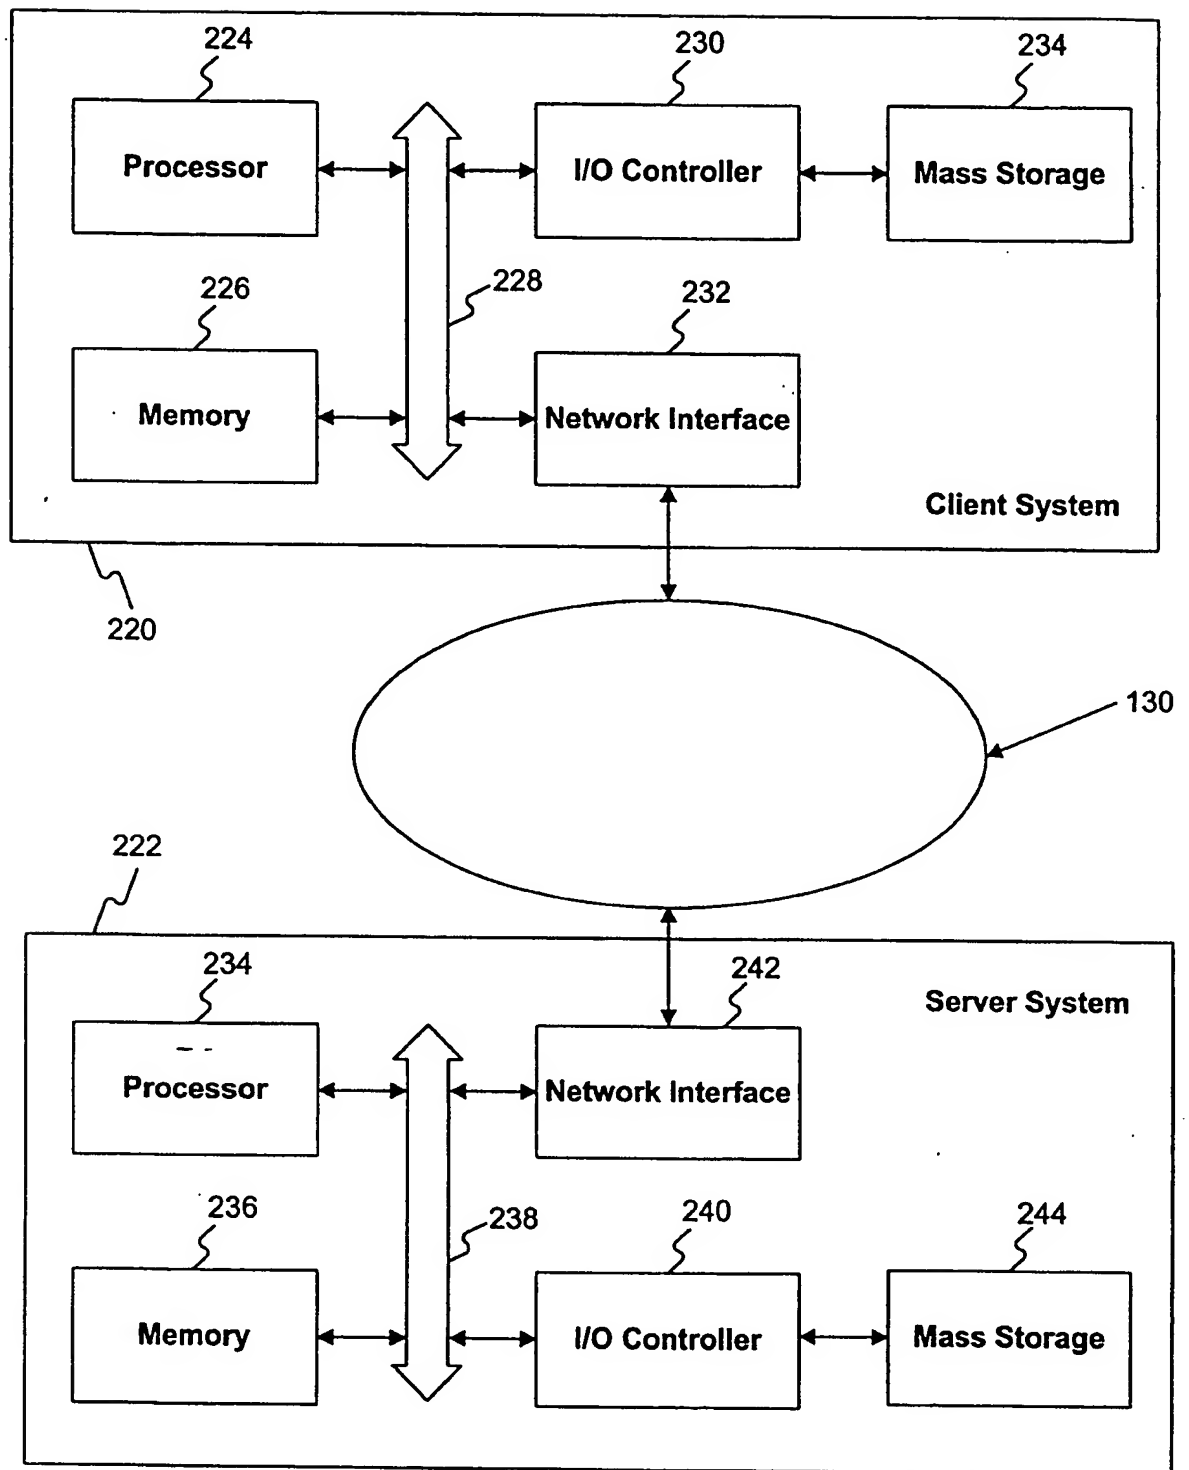 224
230
234
Processor
I/O Controller
Mass Storage
226
228
232
Memory
Network Interface
Client System
220
130
222
234
242
Server System
Processor
Network Interface
236
238
240
244
Memory
I/O Controller
Mass Storage